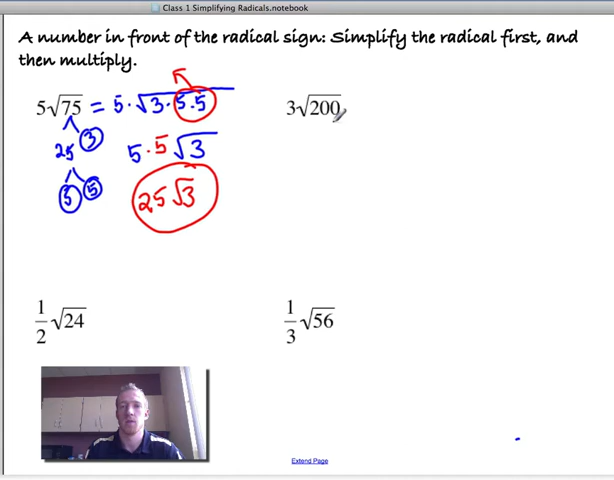 Class 1 Simplifying Radicals.notebook
A number in front of the radical sign: Simplify the radical first, and
then multiply.
5√75 = 5·√3·5·5
25 3
5 5
5·5√3
25√3
3√200
1/2 √24
1/3 √56
Extend Page